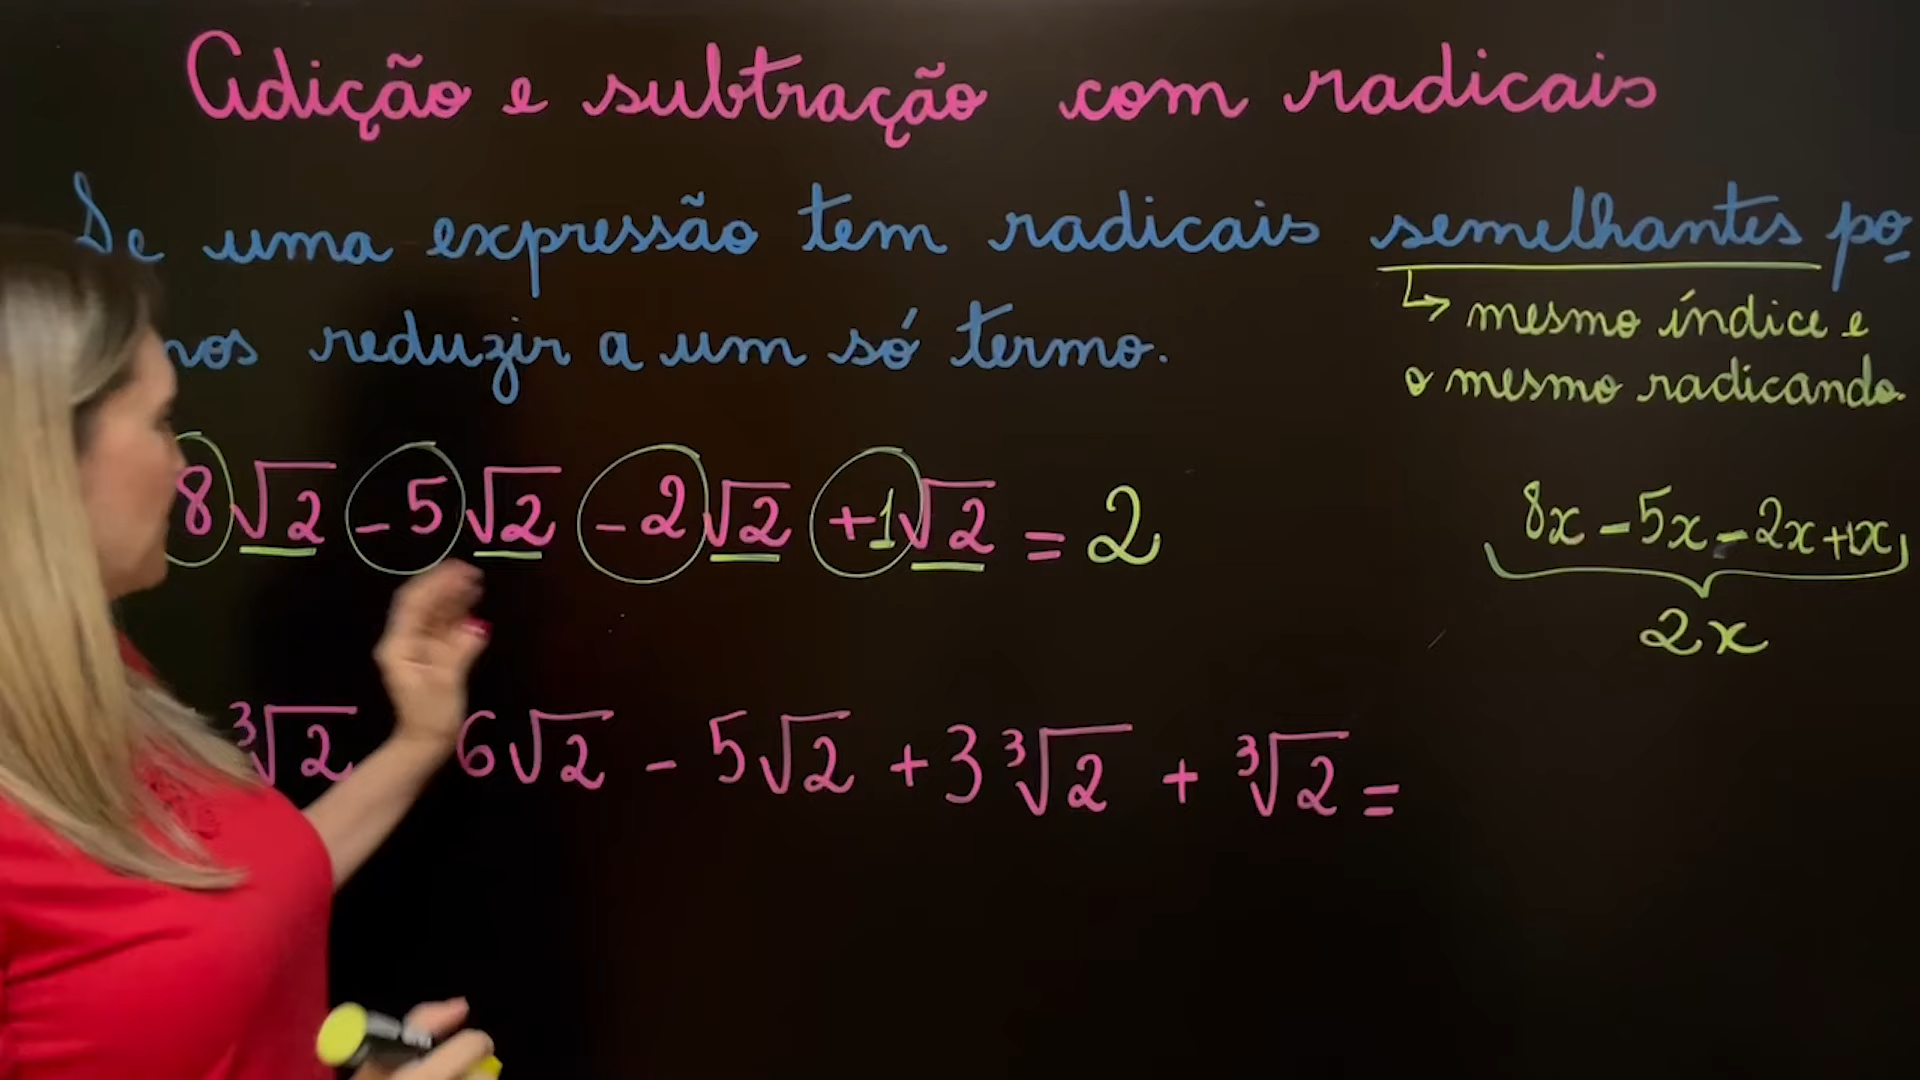 Adição e subtração com radicais
Se uma expressão tem radicais semelhantes po
mos reduzir a um só termo.
↳ mesmo índice e
o mesmo radicando.
8√2 - 5√2 - 2√2 + 1√2 = 2
8x - 5x - 2x + 1x
2x
∛2 6√2 - 5√2 + 3∛2 + ∛2 =